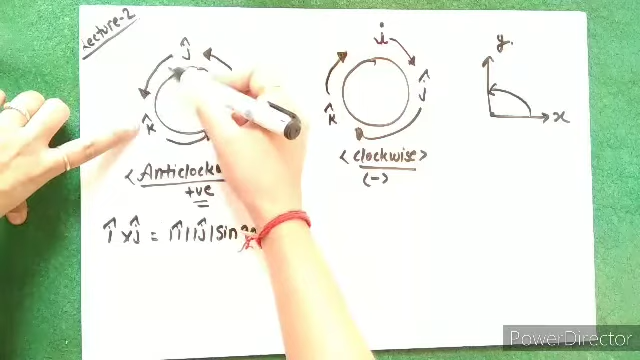 Lecture-2
ĵ
k̂
<Anticlock
+ve
î
ĵ
k̂
<clockwise>
(-)
y.
x
î x ĵ = |î||ĵ| sin
PowerDirector